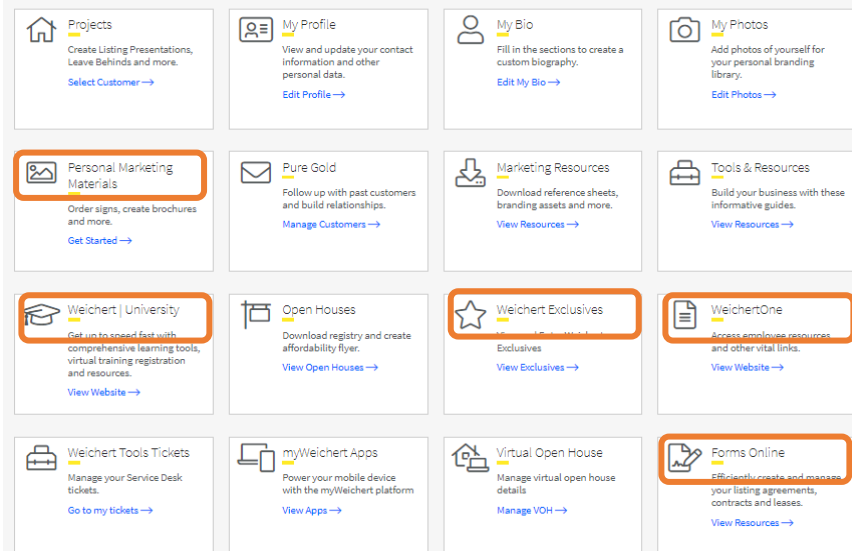 Projects
Create Listing Presentations,
Leave Behinds and more.
Select Customer →
My Profile
View and update your contact
information and other
personal data.
Edit Profile →
My Bio
Fill in the sections to create a
custom biography.
Edit My Bio →
My Photos
Add photos of yourself for
your personal branding
library.
Edit Photos →
Personal Marketing
Materials
Order signs, create brochures
and more.
Get Started →
Pure Gold
Follow up with past customers
and build relationships.
Manage Customers →
Marketing Resources
Download reference sheets,
branding assets and more.
View Resources →
Tools & Resources
Build your business with these
informative guides.
View Resources →
Weichert | University
Get up to speed fast with
comprehensive learning tools,
virtual training registration
and resources.
View Website →
Open Houses
Download registry and create
affordability flyer.
View Open Houses →
Weichert Exclusives
Exclusives
View Exclusives →
WeichertOne
Access employee resources
and other vital links.
View Website →
Weichert Tools Tickets
Manage your Service Desk
tickets.
Go to my tickets →
myWeichert Apps
Power your mobile device
with the myWeichert platform
View Apps →
Virtual Open House
Manage virtual open house
details
Manage VOH →
Forms Online
Efficiently create and manage
your listing agreements,
contracts and leases.
View Resources →